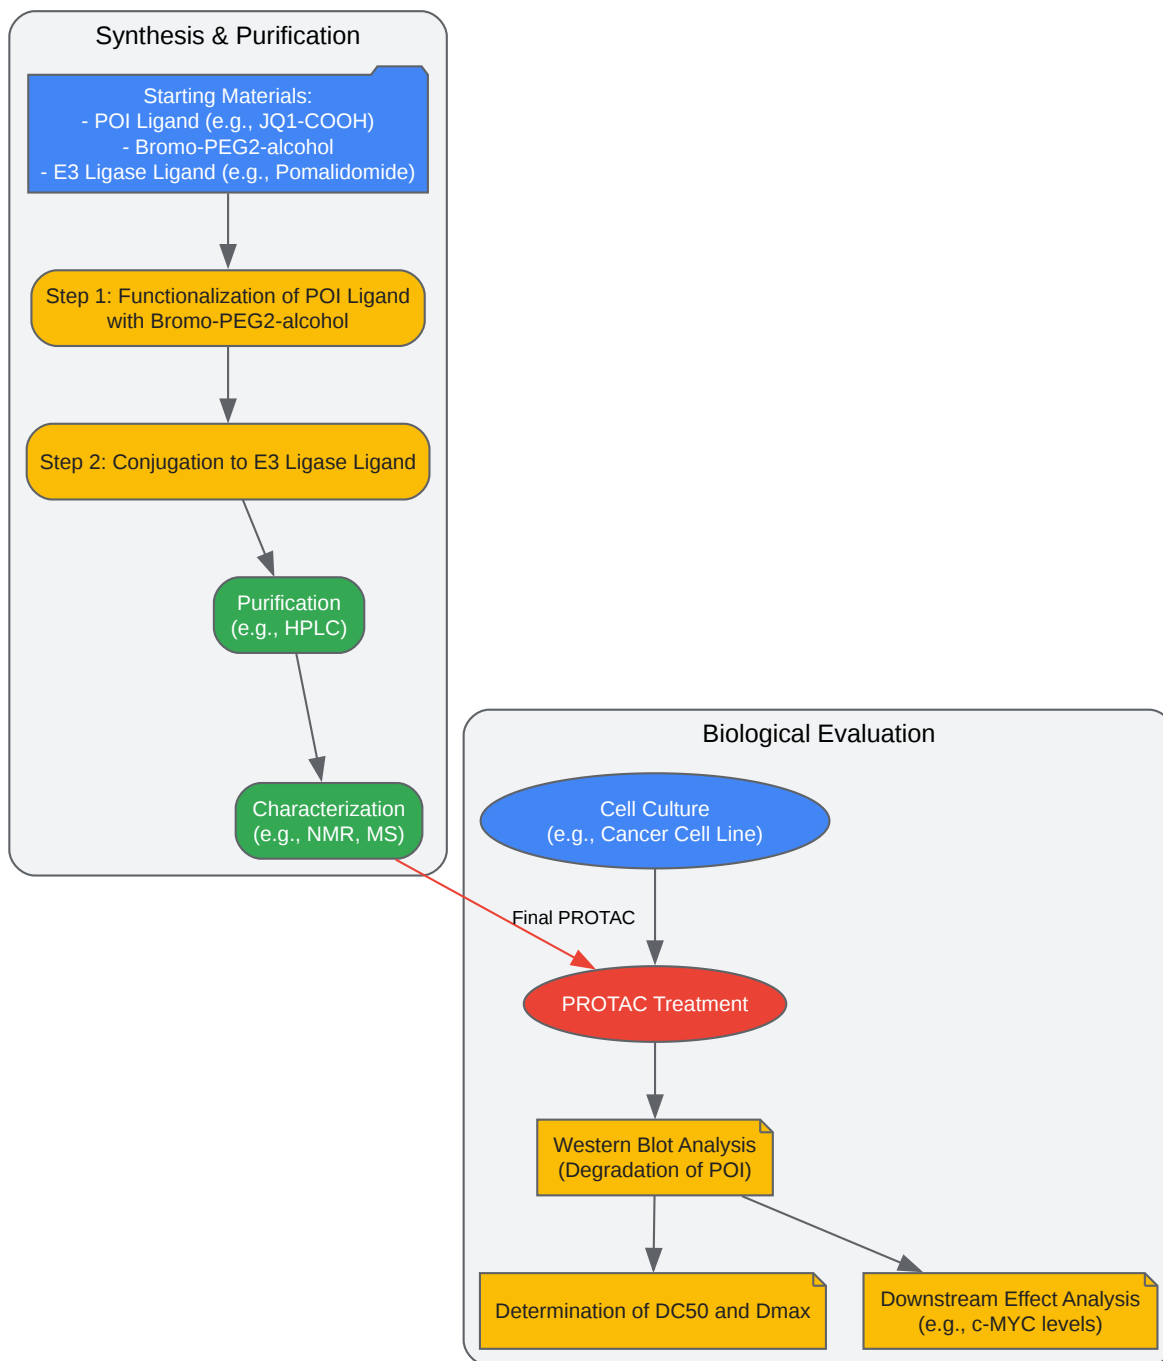 Synthesis & Purification
Starting Materials:
- POI Ligand (e.g., JQ1-COOH)
- Bromo-PEG2-alcohol
- E3 Ligase Ligand (e.g., Pomalidomide)
Step 1: Functionalization of POI Ligand
with Bromo-PEG2-alcohol
Step 2: Conjugation to E3 Ligase Ligand
Purification
(e.g., HPLC)
Characterization
(e.g., NMR, MS)
Biological Evaluation
Cell Culture
(e.g., Cancer Cell Line)
Final PROTAC
PROTAC Treatment
Western Blot Analysis
(Degradation of POI)
Determination of DC50 and Dmax
Downstream Effect Analysis
(e.g., c-MYC levels)